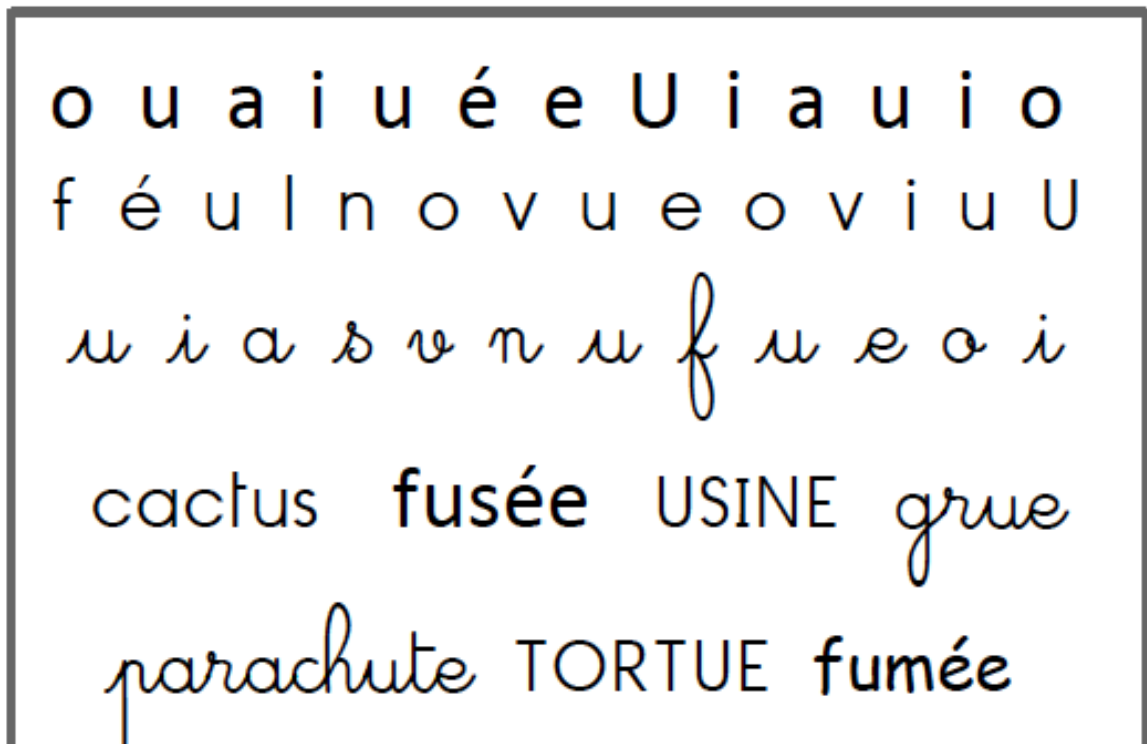 o u a i u é e U i a u i o
f é u l n o v u e o v i u U
u i a s v n u f u e o i
cactus fusée USINE grue
parachute TORTUE fumée